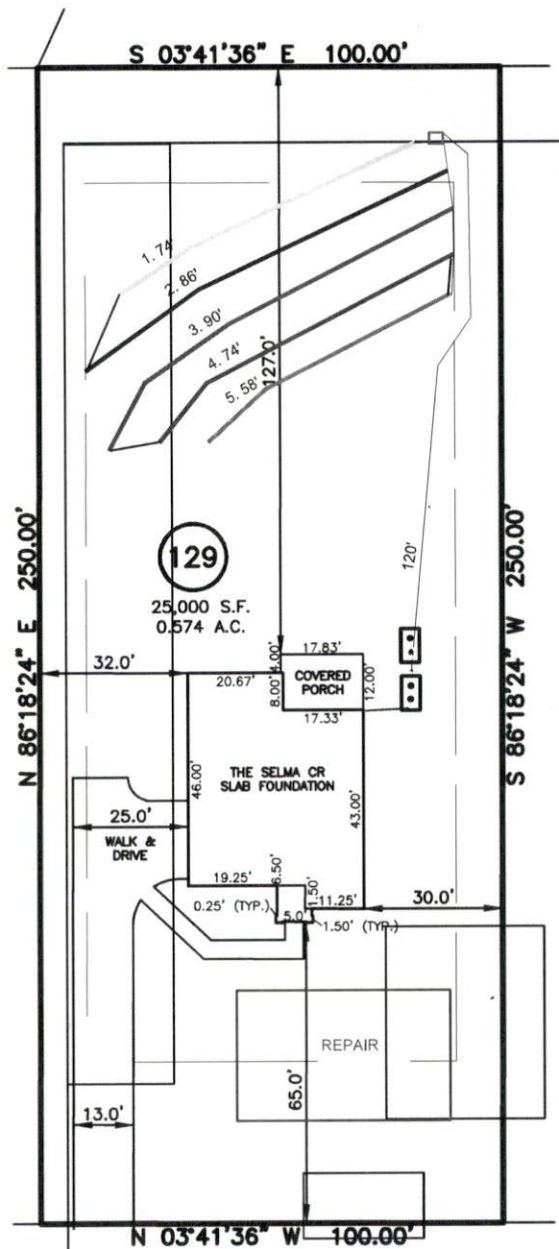 S 03°41'36" E 100.00'
1. 74'
2. 86'
3. 90'
4. 74'
5. 58'
127.0'
N 86°18'24" E 250.00'
S 86°18'24" W 250.00'
129
25,000 S.F.
0.574 A.C.
120'
32.0'
20.67'
17.83'
8.00'
COVERED
PORCH
12.00'
17.33'
THE SELMA CR
SLAB FOUNDATION
46.00'
43.00'
25.0'
WALK &
DRIVE
19.25'
6.50'
1.50'
11.25'
30.0'
0.25' (TYP.)
5.0'
1.50' (TYP.)
REPAIR
65.0'
13.0'
N 03°41'36" W 100.00'